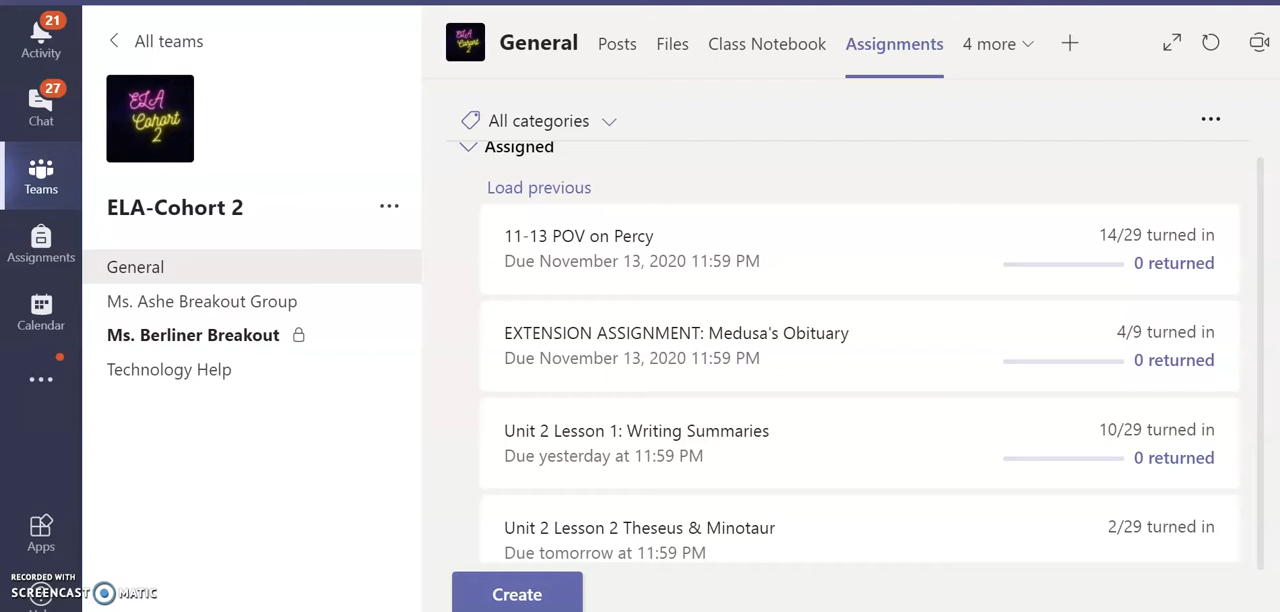 21
Activity
27
Chat
Teams
Assignments
Calendar
Apps
RECORDED WITH
SCREENCAST MATIC
All teams
ELA
Cohort
2
ELA-Cohort 2
General
Ms. Ashe Breakout Group
Ms. Berliner Breakout
Technology Help
ELA
Cohort
2
General Posts Files Class Notebook Assignments 4 more
All categories
Assigned
Load previous
11-13 POV on Percy 14/29 turned in
Due November 13, 2020 11:59 PM 0 returned
EXTENSION ASSIGNMENT: Medusa's Obituary 4/9 turned in
Due November 13, 2020 11:59 PM 0 returned
Unit 2 Lesson 1: Writing Summaries 10/29 turned in
Due yesterday at 11:59 PM 0 returned
Unit 2 Lesson 2 Theseus & Minotaur 2/29 turned in
Due tomorrow at 11:59 PM
Create